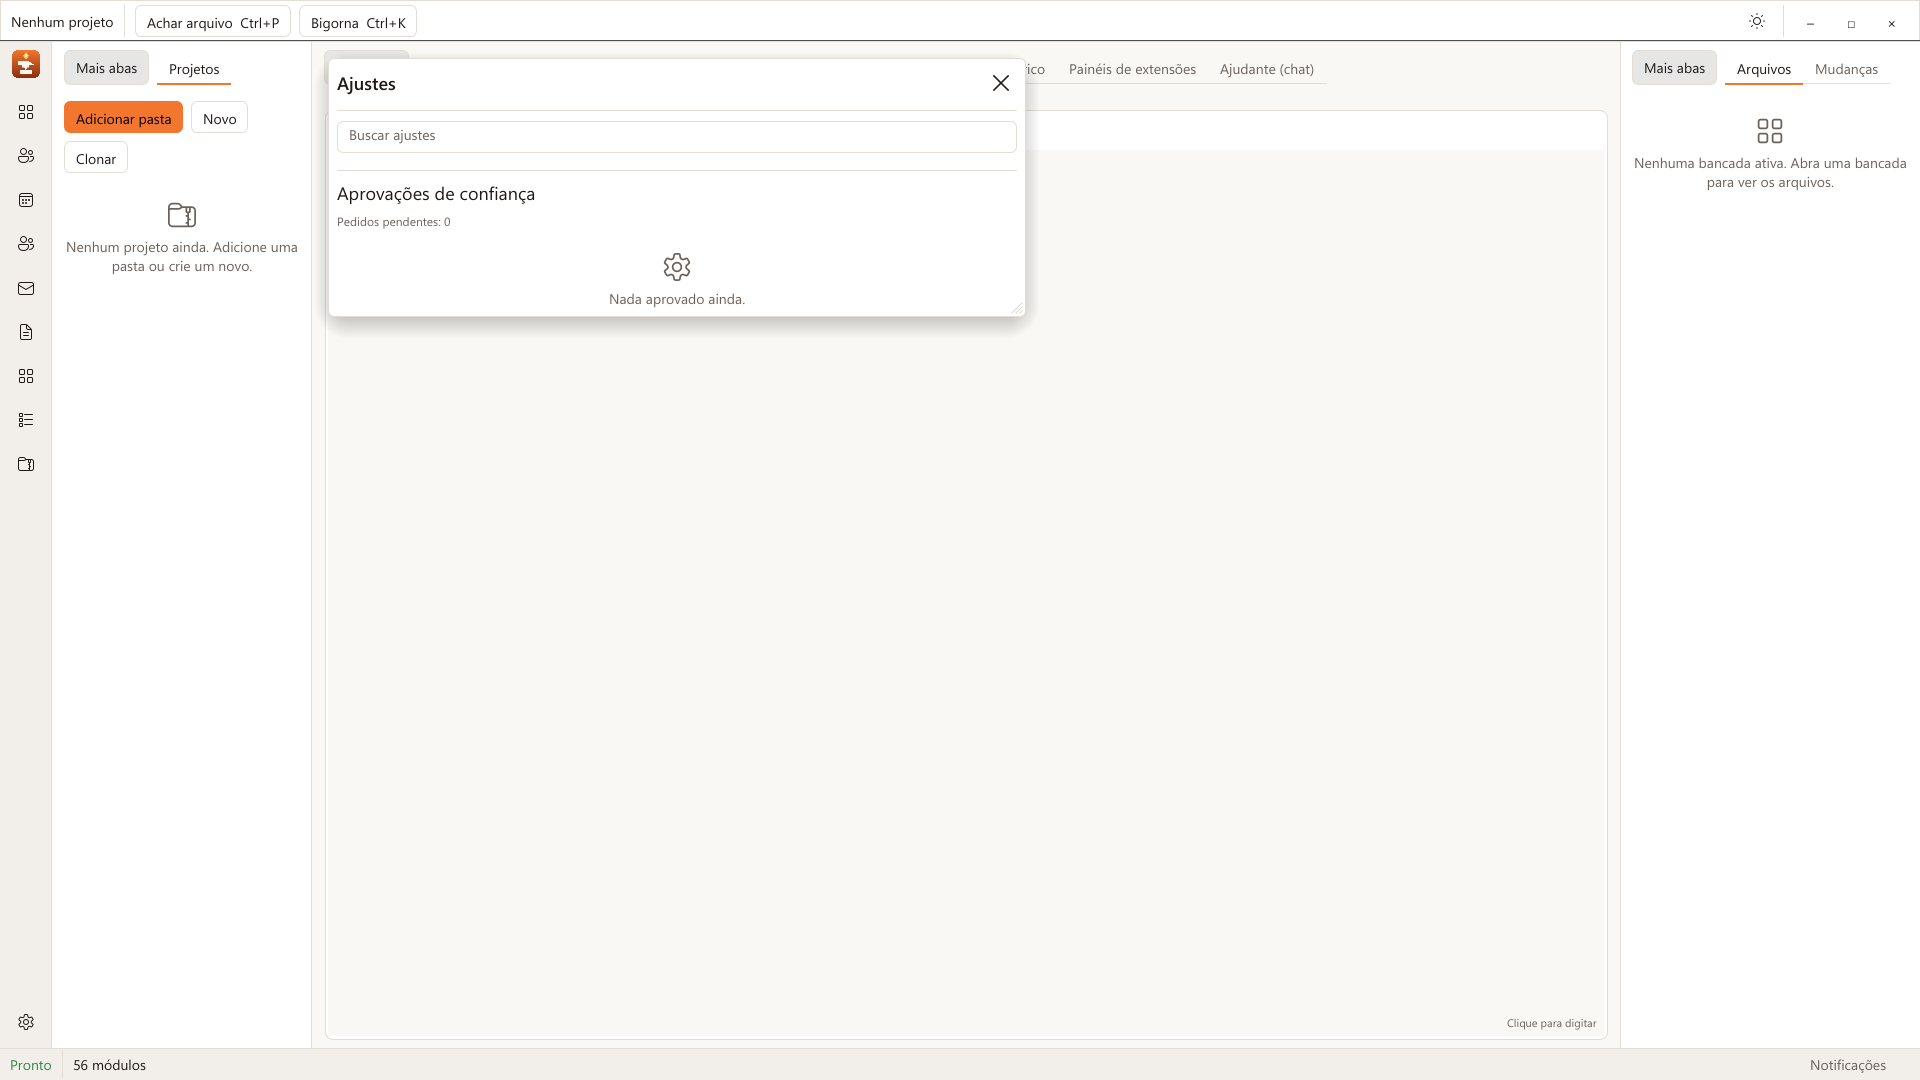 Nenhum projeto
Achar arquivo Ctrl+P
Bigorna Ctrl+K
Mais abas
Projetos
Adicionar pasta
Novo
Clonar
Nenhum projeto ainda. Adicione uma
pasta ou crie um novo.
Ajustes
Buscar ajustes
Aprovações de confiança
Pedidos pendentes: 0
Nada aprovado ainda.
Painéis de extensões
Ajudante (chat)
Clique para digitar
Mais abas
Arquivos
Mudanças
Nenhuma bancada ativa. Abra uma bancada
para ver os arquivos.
Pronto
56 módulos
Notificações